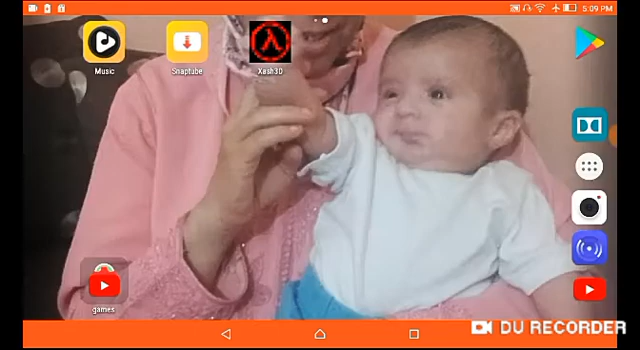 5:09 PM
Music
Snaptube
Xash3D
games
DU RECORDER